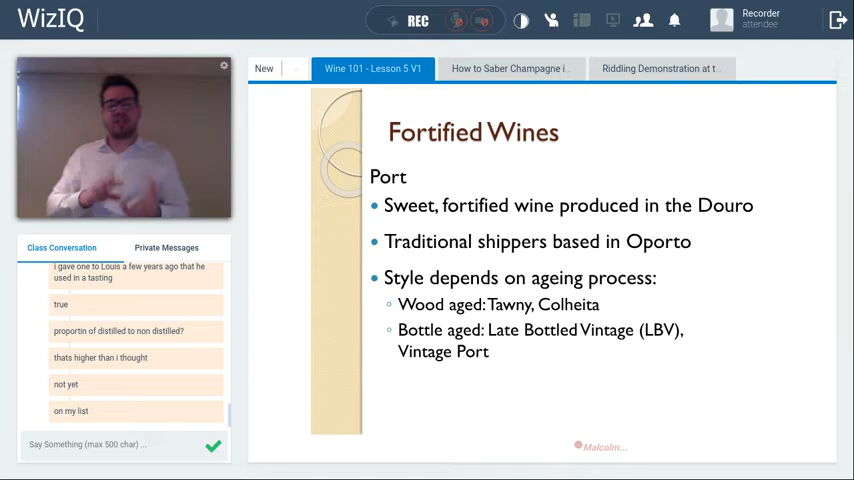 WizIQ
REC
Recorder
attendee
New
Wine 101 - Lesson 5 V1
How to Saber Champagne i...
Riddling Demonstration at t...
Fortified Wines
Port
Sweet, fortified wine produced in the Douro
Traditional shippers based in Oporto
Style depends on ageing process:
Wood aged: Tawny, Colheita
Bottle aged: Late Bottled Vintage (LBV),
Vintage Port
Malcolm...
Class Conversation
Private Messages
i gave one to Louis a few years ago that he
used in a tasting
true
proportin of distilled to non distilled?
thats higher than i thought
not yet
on my list
Say Something (max 500 char) ...